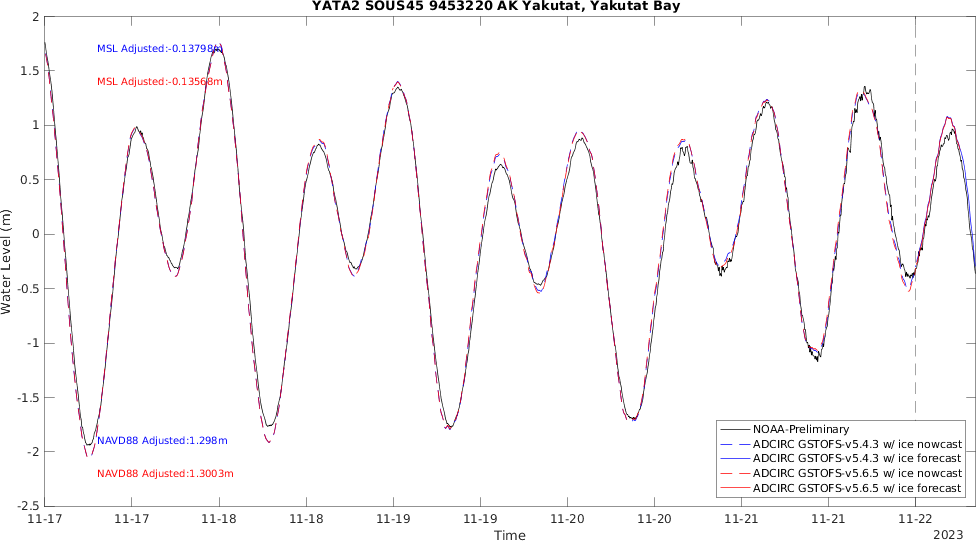 YATA2 SOUS45 9453220 AK Yakutat, Yakutat Bay
2
1.5
1
0.5
0
-0.5
-1
-1.5
-2
-2.5
Water Level (m)
MSL Adjusted:-0.13798m
MSL Adjusted:-0.13568m
NAVD88 Adjusted:1.298m
NAVD88 Adjusted:1.3003m
NOAA-Preliminary
ADCIRC GSTOFS-v5.4.3 w/ ice nowcast
ADCIRC GSTOFS-v5.4.3 w/ ice forecast
ADCIRC GSTOFS-v5.6.5 w/ ice nowcast
ADCIRC GSTOFS-v5.6.5 w/ ice forecast
11-17 11-17 11-18 11-18 11-19 11-19 11-20 11-20 11-21 11-21 11-22
Time
2023